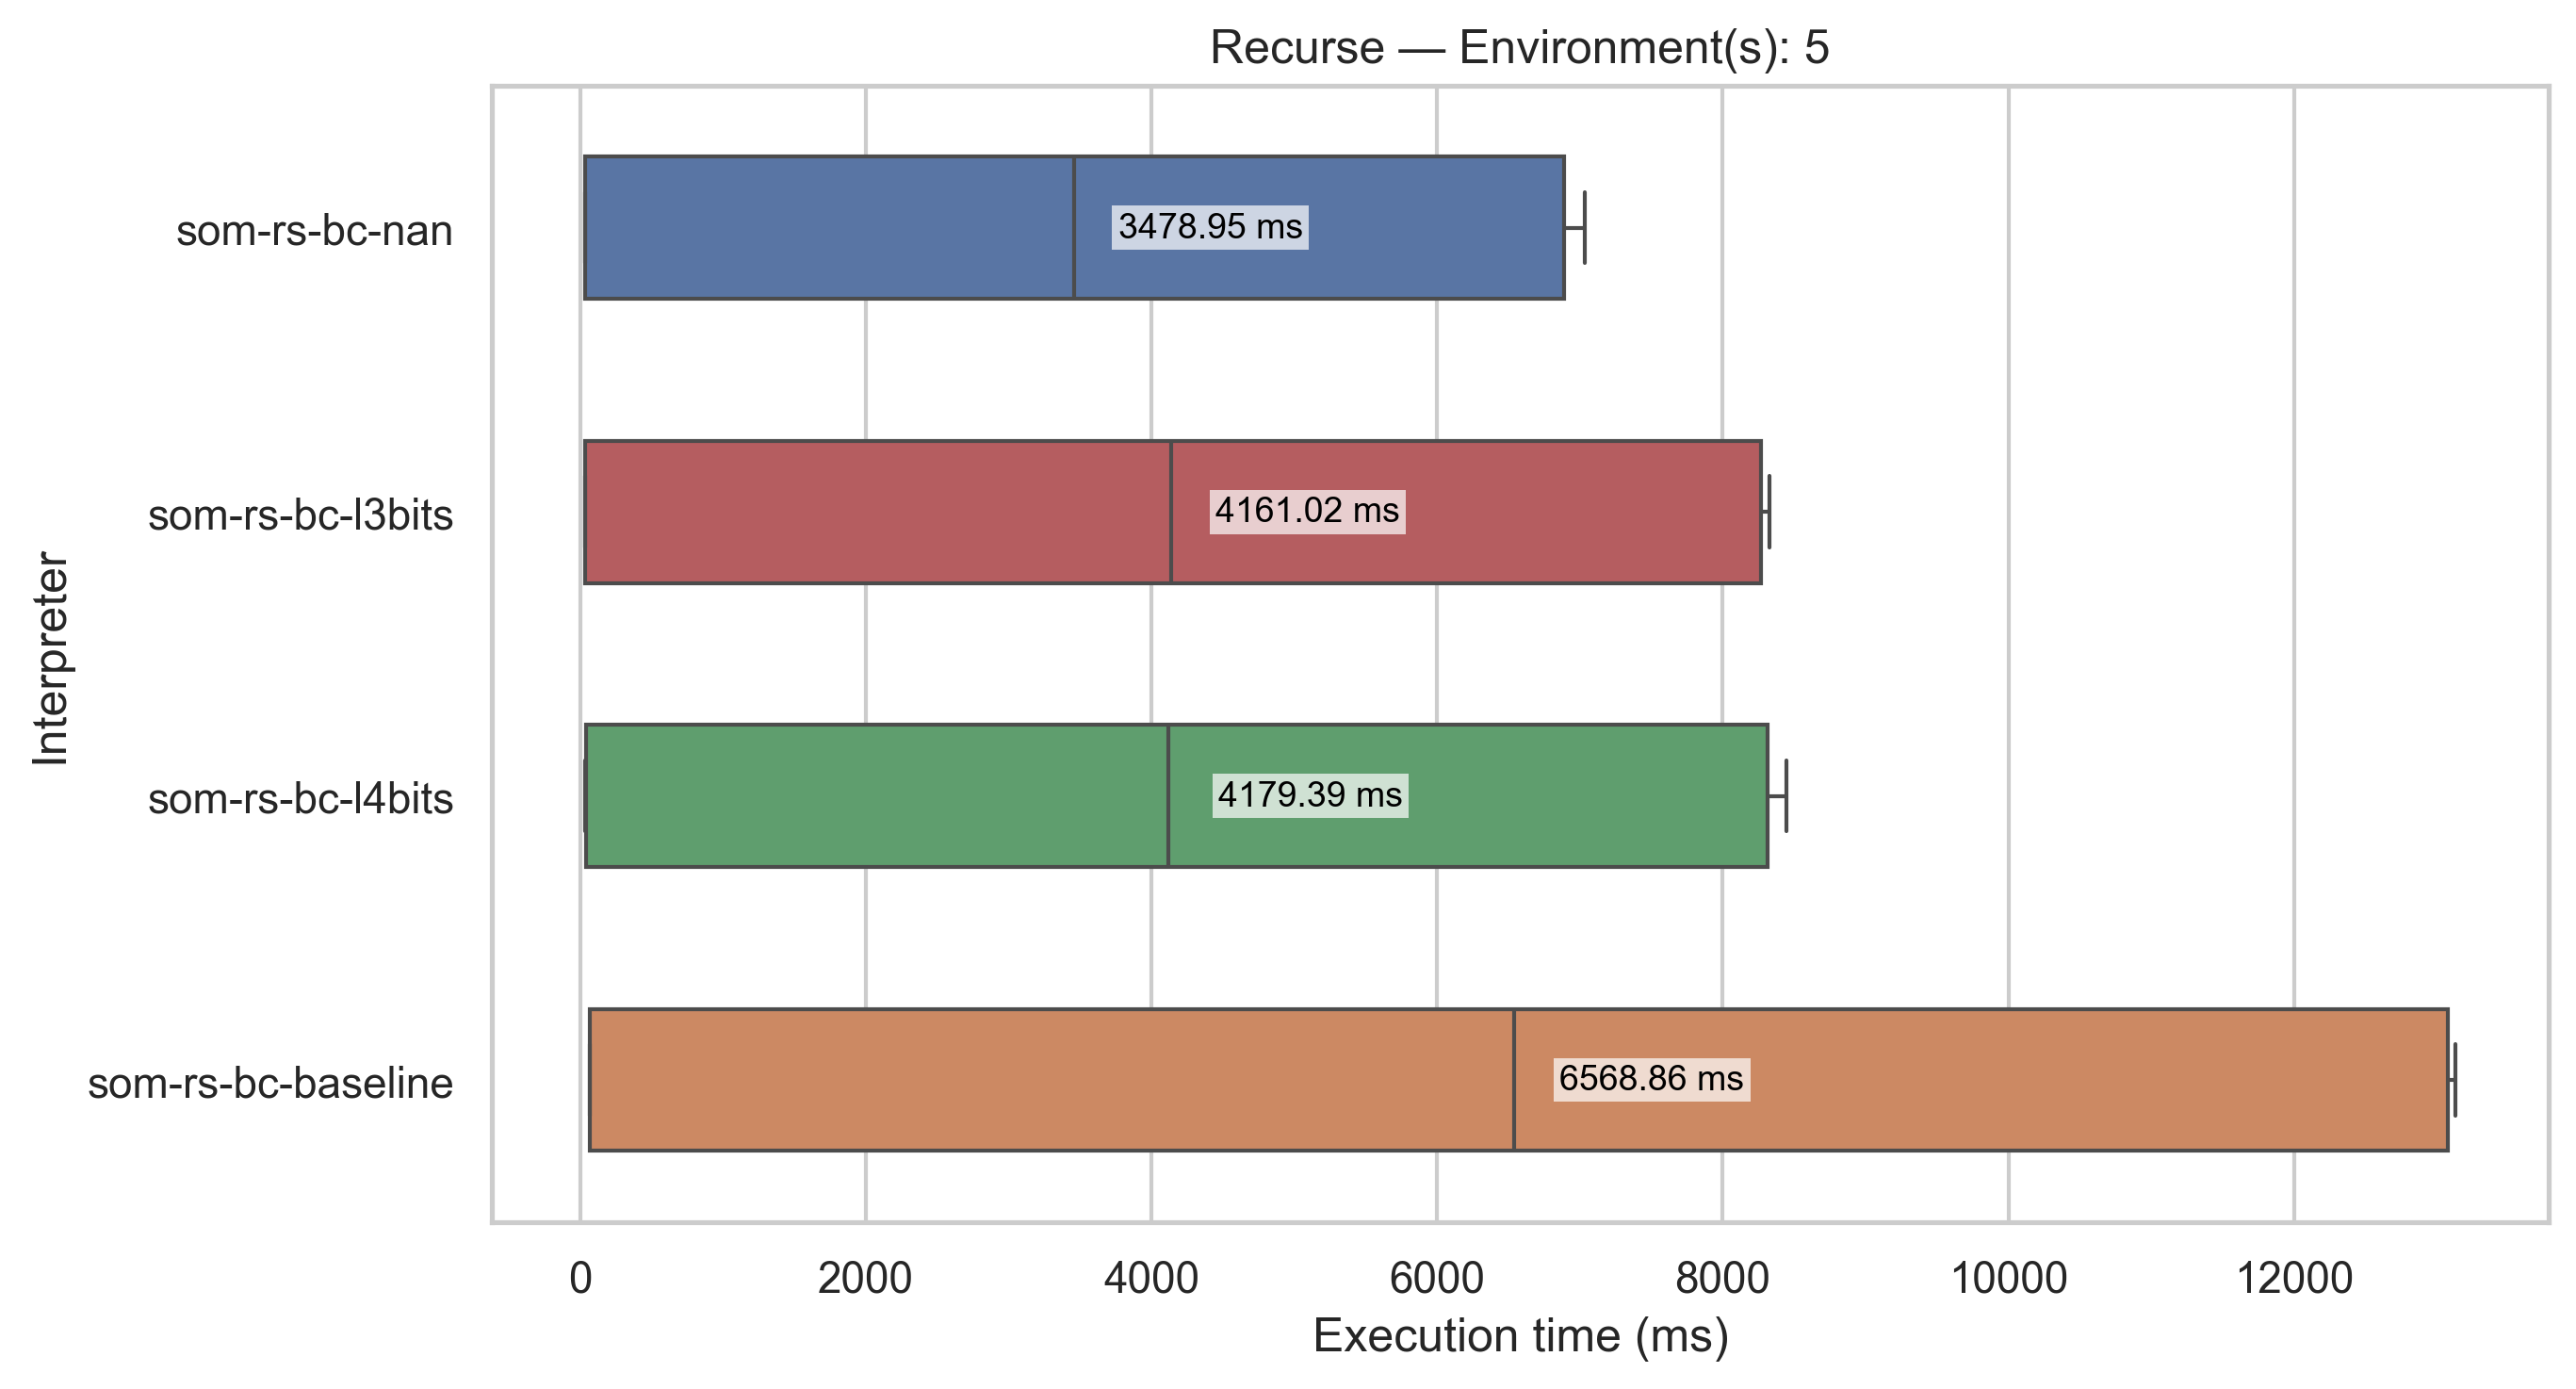 Recurse — Environment(s): 5
Interpreter
som-rs-bc-nan
3478.95 ms
som-rs-bc-l3bits
4161.02 ms
som-rs-bc-l4bits
4179.39 ms
som-rs-bc-baseline
6568.86 ms
0 2000 4000 6000 8000 10000 12000
Execution time (ms)